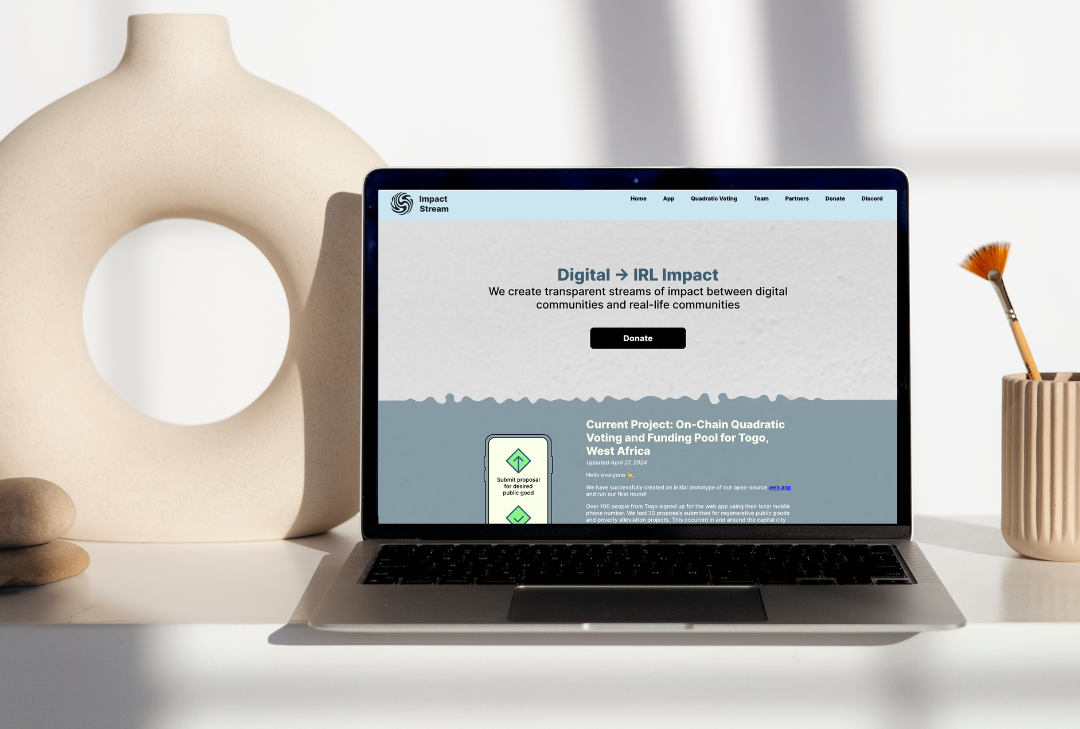 Impact
Stream
Home App Quadratic Voting Team Partners Donate Discord
Digital → IRL Impact
We create transparent streams of impact between digital
communities and real-life communities
Donate
Current Project: On-Chain Quadratic
Voting and Funding Pool for Togo,
West Africa
Updated April 27, 2024
Hello everyone 👋
We have successfully created an initial prototype of our open-source web app
and run our first round!
Over 100 people from Togo signed up for the web app using their local mobile
phone number. We had 20 proposals submitted for regenerative public goods
and poverty alleviation projects. This occurred in and around the capital city
Submit proposal
for desired
public good